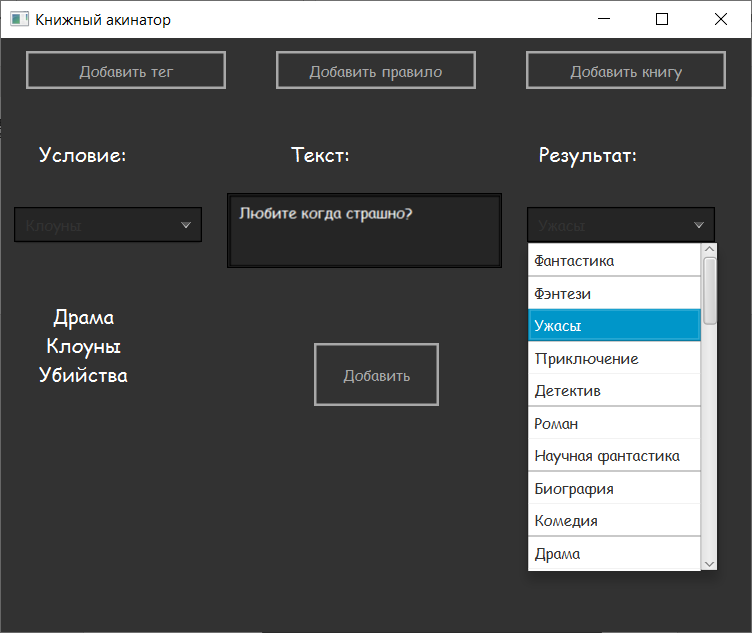 Книжный акинатор
Добавить тег
Добавить правило
Добавить книгу
Условие:
Текст:
Результат:
Клоуны
Любите когда страшно?
Ужасы
Драма
Клоуны
Убийства
Добавить
Фантастика
Фэнтези
Ужасы
Приключение
Детектив
Роман
Научная фантастика
Биография
Комедия
Драма